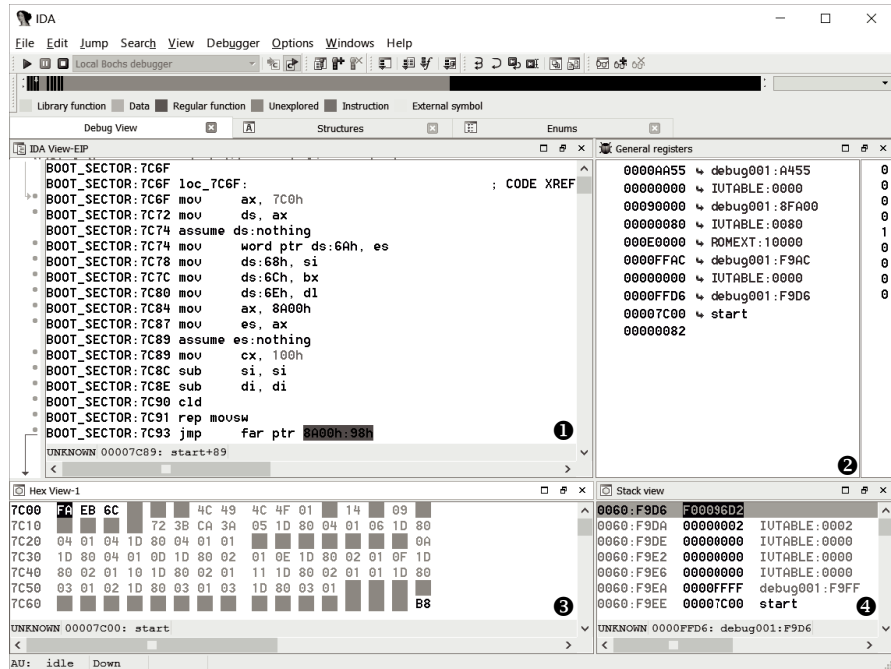 IDA
File Edit Jump Search View Debugger Options Windows Help
Local Bochs debugger
Library function Data Regular function Unexplored Instruction External symbol
Debug View Structures Enums
IDA View-EIP
BOOT_SECTOR:7C6F
BOOT_SECTOR:7C6F loc_7C6F: ; CODE XREF
BOOT_SECTOR:7C6F mov ax, 7C0h
BOOT_SECTOR:7C72 mov ds, ax
BOOT_SECTOR:7C74 assume ds:nothing
BOOT_SECTOR:7C74 mov word ptr ds:6Ah, es
BOOT_SECTOR:7C78 mov ds:68h, si
BOOT_SECTOR:7C7C mov ds:6Ch, bx
BOOT_SECTOR:7C80 mov ds:6Eh, dl
BOOT_SECTOR:7C84 mov ax, 8A00h
BOOT_SECTOR:7C87 mov es, ax
BOOT_SECTOR:7C89 assume es:nothing
BOOT_SECTOR:7C89 mov cx, 100h
BOOT_SECTOR:7C8C sub si, si
BOOT_SECTOR:7C8E sub di, di
BOOT_SECTOR:7C90 cld
BOOT_SECTOR:7C91 rep movsw
BOOT_SECTOR:7C93 jmp far ptr 8A00h:98h
❶
UNKNOWN 00007C89: start+89
General registers
0000AA55 ↳ debug001:A455 0
00000000 ↳ IVTABLE:0000 0
00090000 ↳ debug001:8FA00 0
00000080 ↳ IVTABLE:0080 0
000E0000 ↳ ROMEXT:10000 1
0000FFAC ↳ debug001:F9AC 0
00000000 ↳ IVTABLE:0000 0
0000FFD6 ↳ debug001:F9D6 0
00007C00 ↳ start
00000082
❷
Hex View-1
7C00 FA EB 6C 4C 49 4C 4F 01 14 09
7C10 72 3B CA 3A 05 1D 80 04 01 06 1D 80
7C20 04 01 04 1D 80 04 01 01 0A
7C30 1D 80 04 01 0D 1D 80 02 01 0E 1D 80 02 01 0F 1D
7C40 80 02 01 10 1D 80 02 01 11 1D 80 02 01 01 1D 80
7C50 03 01 02 1D 80 03 01 03 1D 80 03 01
7C60 B8
❸
UNKNOWN 00007C00: start
Stack view
0060:F9D6 F00096D2
0060:F9DA 00000002 IVTABLE:0002
0060:F9DE 00000000 IVTABLE:0000
0060:F9E2 00000000 IVTABLE:0000
0060:F9E6 00000000 IVTABLE:0000
0060:F9EA 0000FFFF debug001:F9FF
0060:F9EE 00007C00 start
❹
UNKNOWN 0000FFD6: debug001:F9D6
AU: idle Down